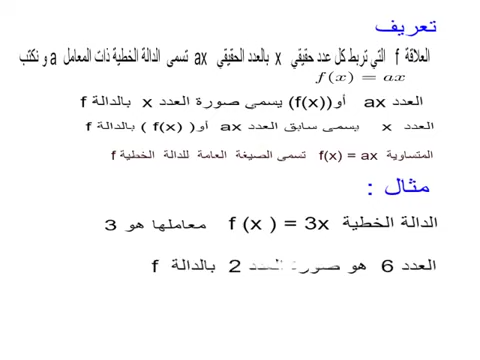 تعريف
العلاقة f التي تربط كل عدد حقيقي x بالعدد الحقيقي ax تسمى الدالة الخطية ذات المعامل a و نكتب
f(x) = ax
العدد ax أو((f(x) يسمى صورة العدد x بالدالة f
العدد x يسمى سابق العدد ax أو( (f(x) بالدالة f
المتساوية f(x) = ax تسمى الصيغة العامة للدالة الخطية f
مثال :
الدالة الخطية f (x ) = 3x معاملها هو 3
العدد 6 هو صورة العدد 2 بالدالة f